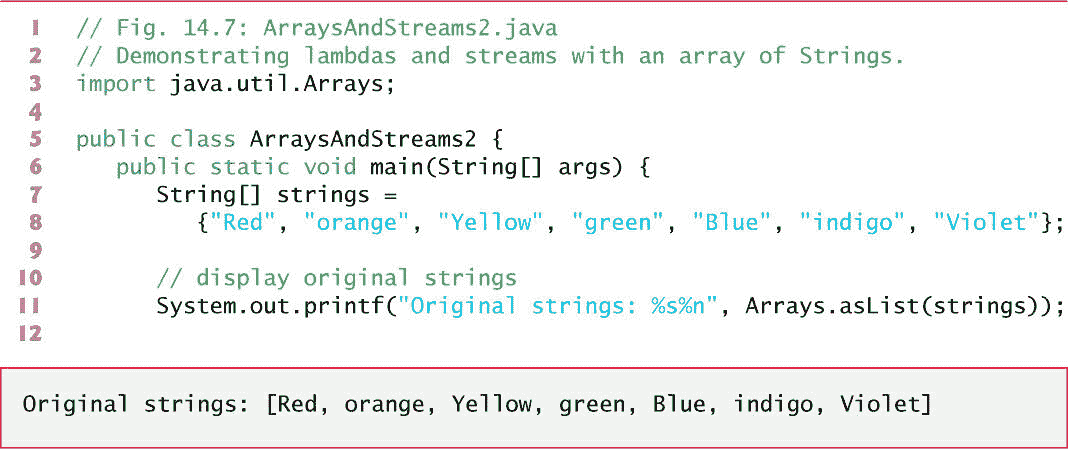 1 // Fig. 14.7: ArraysAndStreams2.java
2 // Demonstrating lambdas and streams with an array of Strings.
3 import java.util.Arrays;
4
5 public class ArraysAndStreams2 {
6 public static void main(String[] args) {
7 String[] strings =
8 {"Red", "orange", "Yellow", "green", "Blue", "indigo", "Violet"};
9
10 // display original strings
11 System.out.printf("Original strings: %s%n", Arrays.asList(strings));
12
Original strings: [Red, orange, Yellow, green, Blue, indigo, Violet]